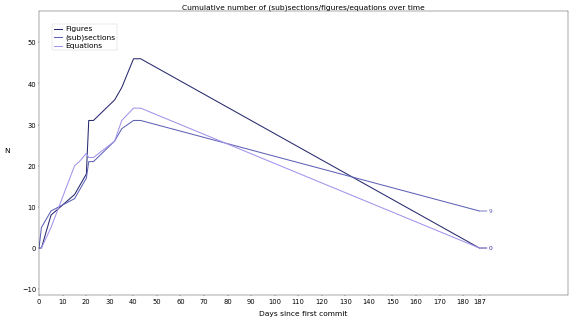 Cumulative number of (sub)sections/figures/equations over time
Figures
(sub)sections
Equations
N
50
40
30
20
10
0
−10
9
0
0 10 20 30 40 50 60 70 80 90 100 110 120 130 140 150 160 170 180 187
Days since first commit